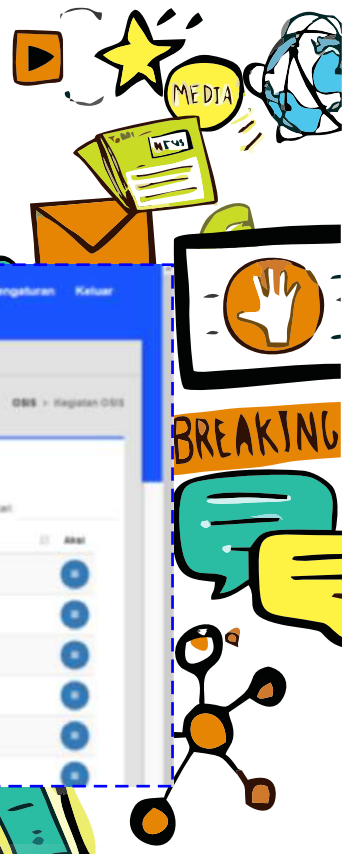 MEDIA
NEWS
engaturan Keluar
OSIS > Kegiatan OSIS
BREAKING
Aksi